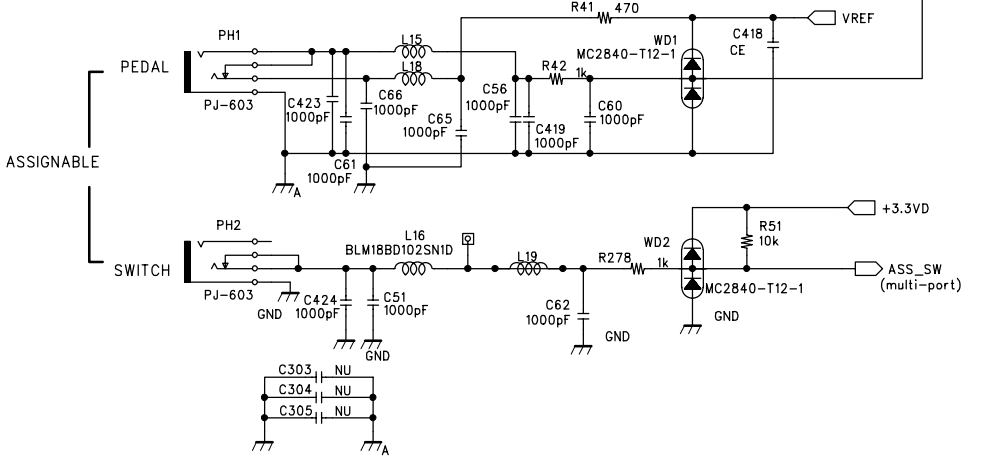 R41 470
VREF
PH1
L15
WD1
C418
CE
MC2840-T12-1
PEDAL
L18
R42
1k
PJ-603
C423
1000pF
C66
1000pF
C56
1000pF
C65
1000pF
C419
1000pF
C60
1000pF
ASSIGNABLE
C61
1000pF
A
PH2
+3.3VD
L16
BLM18BD102SN1D
R51
10k
WD2
L19
R278
1k
SWITCH
ASS_SW
(multi-port)
PJ-603
MC2840-T12-1
GND
C424
1000pF
C51
1000pF
C62
1000pF
GND
GND
GND
C303 NU
C304 NU
C305 NU
A